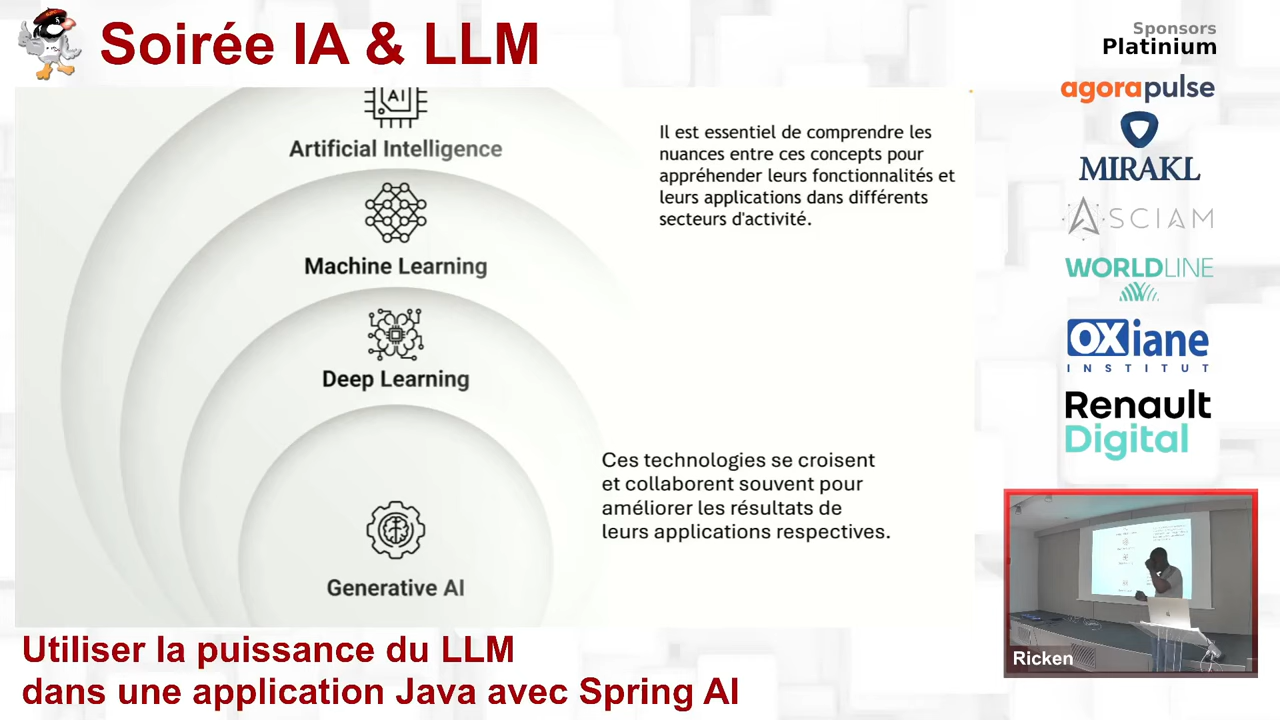 Soirée IA & LLM
Sponsors
Platinium
agorapulse
MIRAKL
ASCIAM
WORLDLINE
OXiane
INSTITUT
Renault
Digital
AI
Artificial Intelligence
Machine Learning
Deep Learning
Generative AI
Il est essentiel de comprendre les
nuances entre ces concepts pour
appréhender leurs fonctionnalités et
leurs applications dans différents
secteurs d'activité.
Ces technologies se croisent
et collaborent souvent pour
améliorer les résultats de
leurs applications respectives.
Ricken
Utiliser la puissance du LLM
dans une application Java avec Spring AI